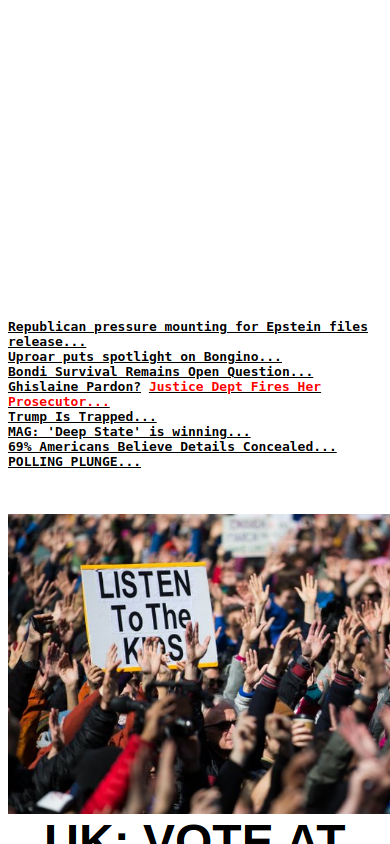 Republican pressure mounting for Epstein files
release...
Uproar puts spotlight on Bongino...
Bondi Survival Remains Open Question...
Ghislaine Pardon? Justice Dept Fires Her
Prosecutor...
Trump Is Trapped...
MAG: 'Deep State' is winning...
69% Americans Believe Details Concealed...
POLLING PLUNGE...
LISTEN
To The
KIDS
UK: VOTE AT